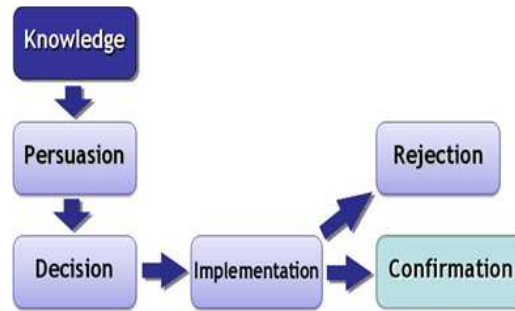 Knowledge
Persuasion
Rejection
Decision
Implementation
Confirmation